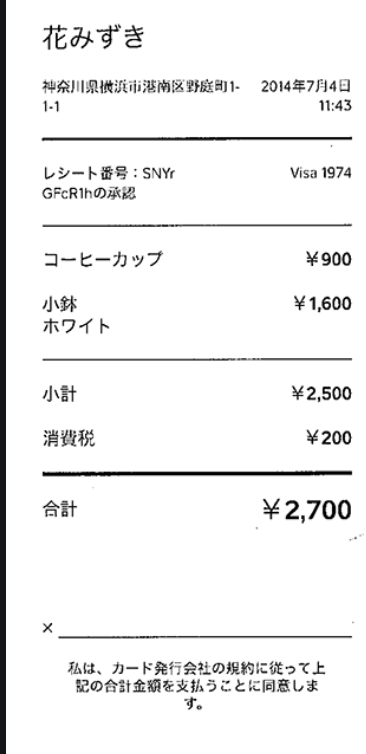 花みずき
神奈川県横浜市港南区野庭町1- 2014年7月4日
1-1 11:43
レシート番号：SNYr Visa 1974
GFcR1hの承認
コーヒーカップ ¥900
小鉢 ¥1,600
ホワイト
小計 ¥2,500
消費税 ¥200
合計 ¥2,700
×
私は、カード発行会社の規約に従って上
記の合計金額を支払うことに同意しま
す。